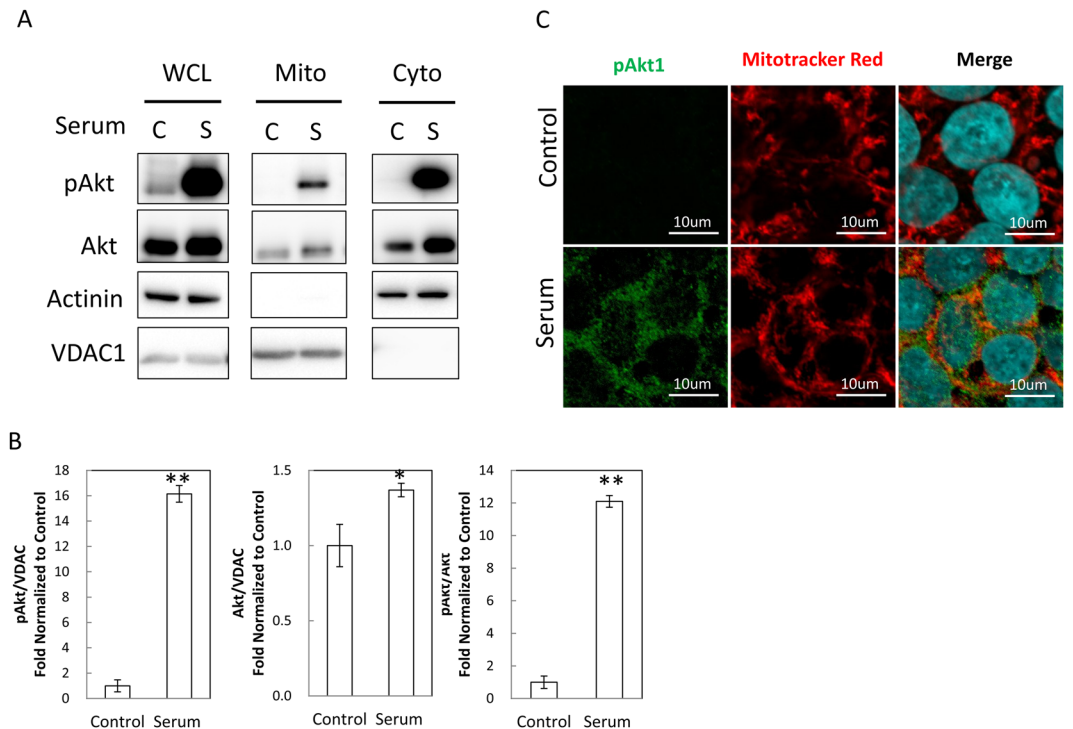 A
WCL Mito Cyto
Serum C S C S C S
pAkt
Akt
Actinin
VDAC1
C
pAkt1 Mitotracker Red Merge
Control
10um 10um 10um
Serum
10um 10um 10um
B
pAkt/VDAC
Fold Normalized to Control
18
16
14
12
10
8
6
4
2
0
**
Control Serum
Akt/VDAC
Fold Normalized to Control
1.5
1.0
0.5
0.0
*
Control Serum
pAkt/Akt
Fold Normalized to Control
14
12
10
8
6
4
2
0
**
Control Serum